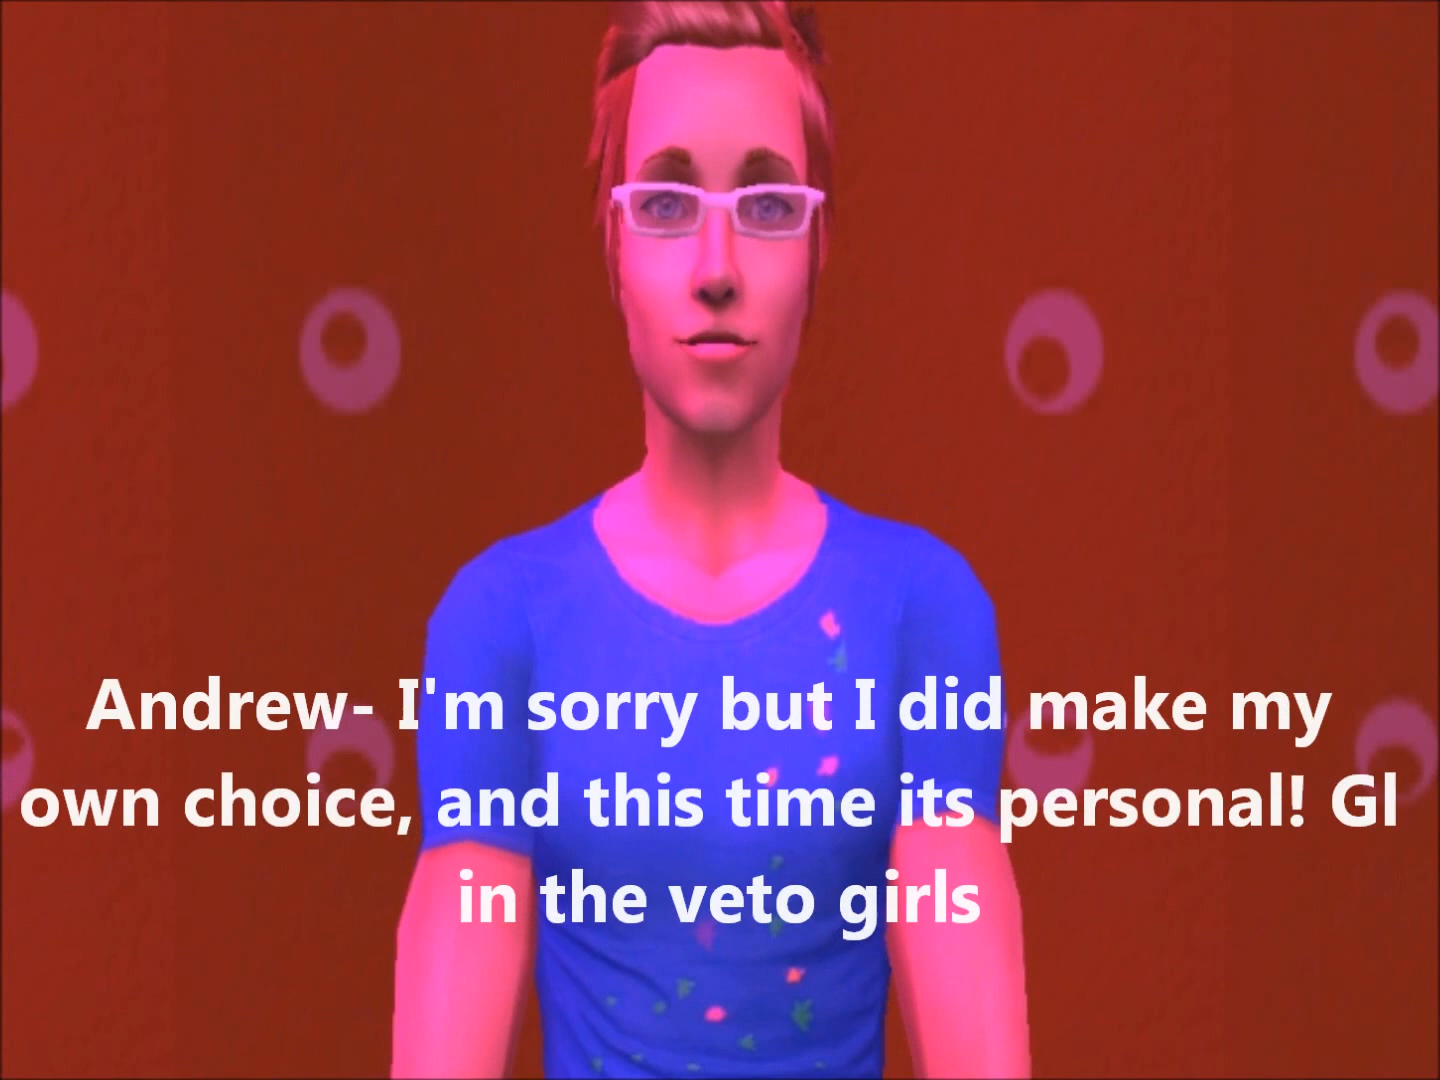 Andrew- I'm sorry but I did make my
own choice, and this time its personal! Gl
in the veto girls